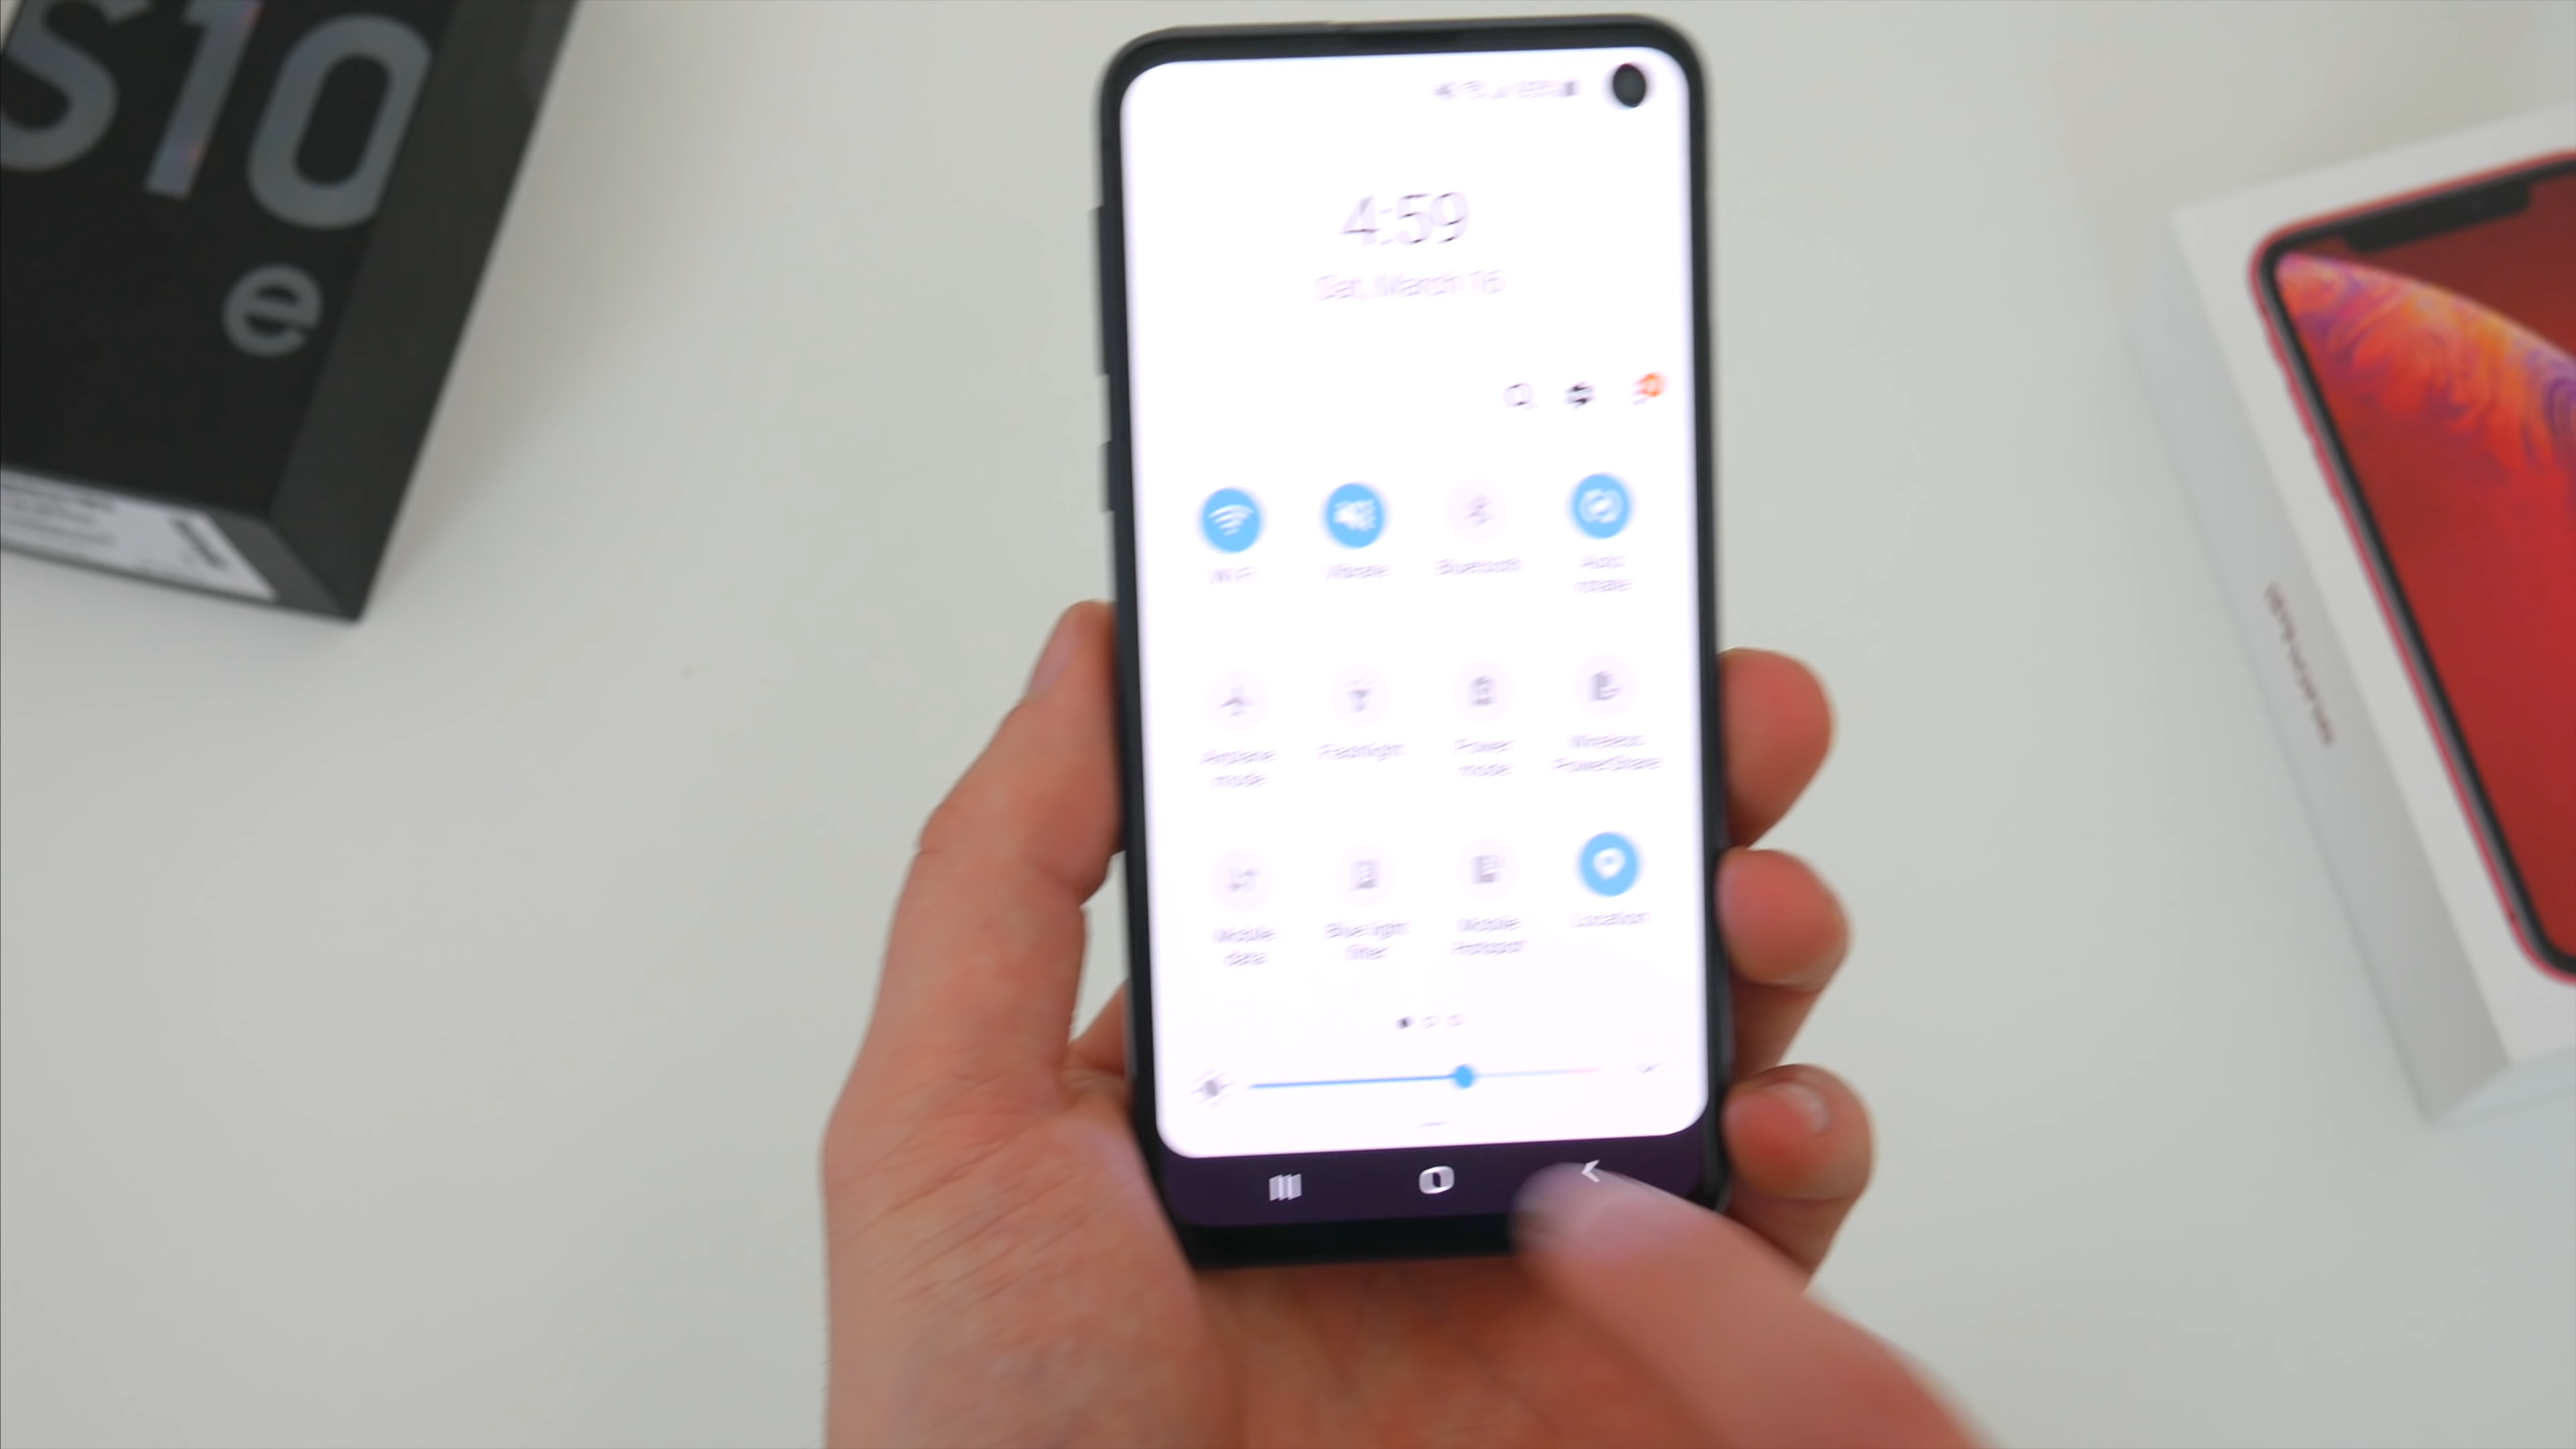 S10
e
4:59
Sat, March 16
Wi-Fi
Vibrate
Bluetooth
Auto
rotate
Airplane
mode
Flashlight
Power
mode
Wireless
PowerShare
Mobile
data
Blue light
filter
Mobile
Hotspot
Location
iPhone